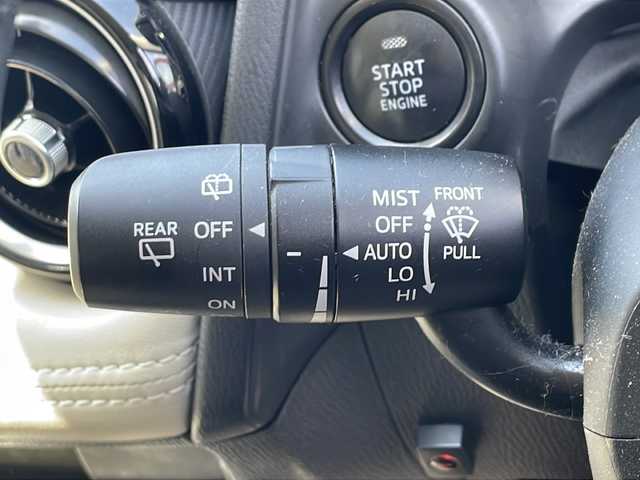 START
STOP
ENGINE
REAR
OFF
INT
ON
MIST
OFF
AUTO
LO
HI
FRONT
PULL